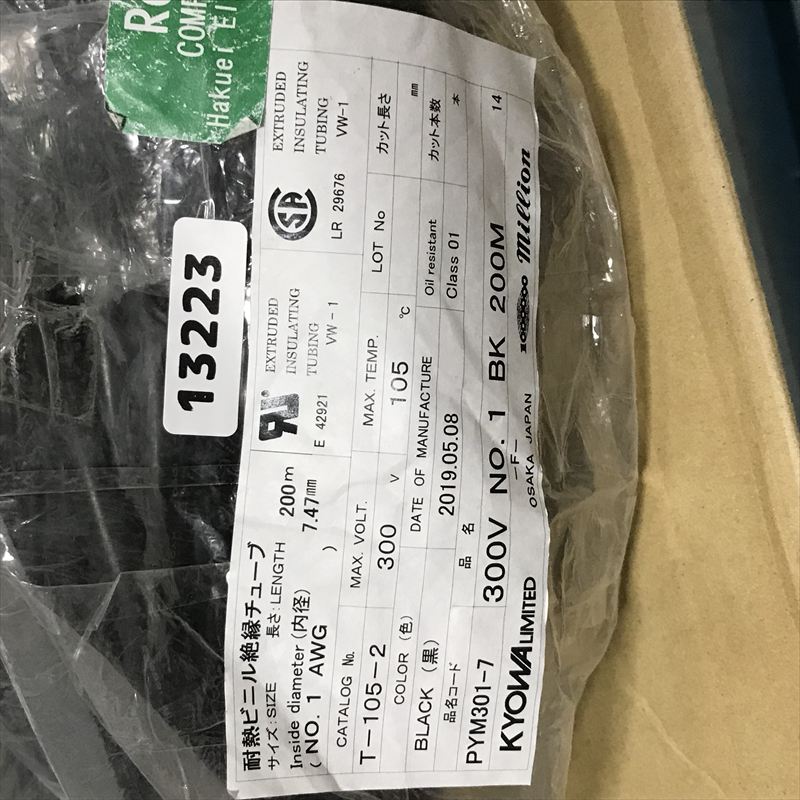 COMP
Hakuei El
13223
耐熱ビニル絶縁チューブ
サイズ:SIZE 長さ:LENGTH 200m
Inside diameter (内径) 7.47mm
( NO. 1 AWG )
EXTRUDED
INSULATING
TUBING
VW-1
E 42921
EXTRUDED
INSULATING
TUBING
VW-1
LR 29676
CATALOG No.
T-105-2
MAX. VOLT.
300 V
MAX. TEMP.
105 ℃
LOT No
カット長さ
mm
COLOR (色)
BLACK (黒)
DATE OF MANUFACTURE
2019.05.08
Oil resistant
Class 01
カット本数
本
品名コード
PYM301-7
品 名
300V NO. 1 BK 200M 14
-F-
KYOWA LIMITED
OSAKA JAPAN
Million